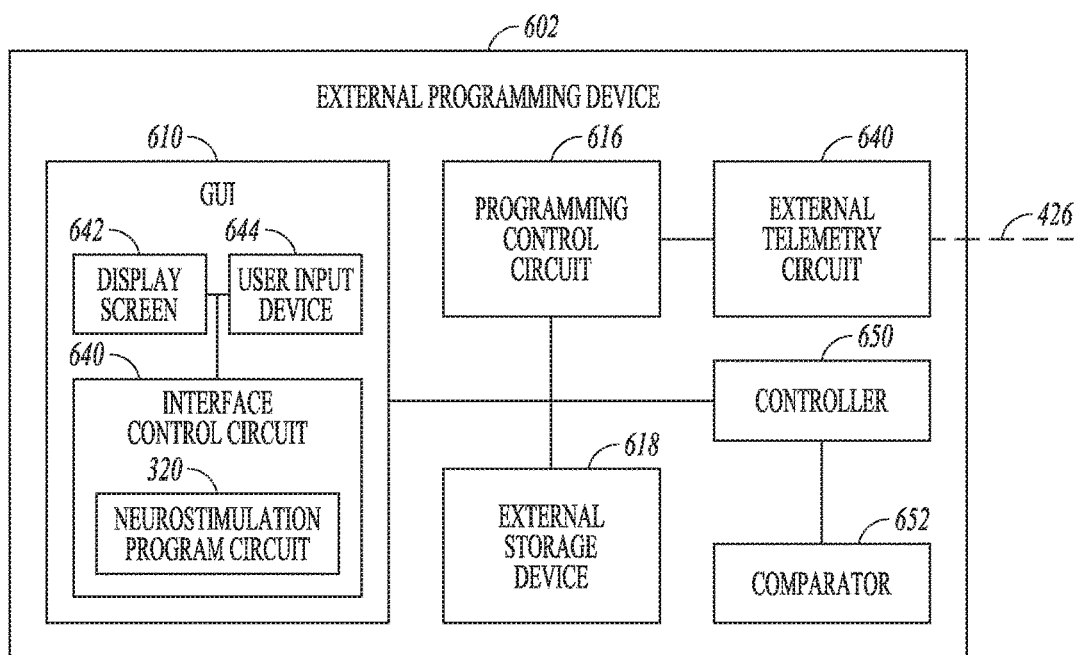 602
EXTERNAL PROGRAMMING DEVICE
610
GUI
642
DISPLAY
SCREEN
644
USER INPUT
DEVICE
640
INTERFACE
CONTROL CIRCUIT
320
NEUROSTIMULATION
PROGRAM CIRCUIT
616
PROGRAMMING
CONTROL
CIRCUIT
640
EXTERNAL
TELEMETRY
CIRCUIT
426
650
CONTROLLER
618
EXTERNAL
STORAGE
DEVICE
652
COMPARATOR